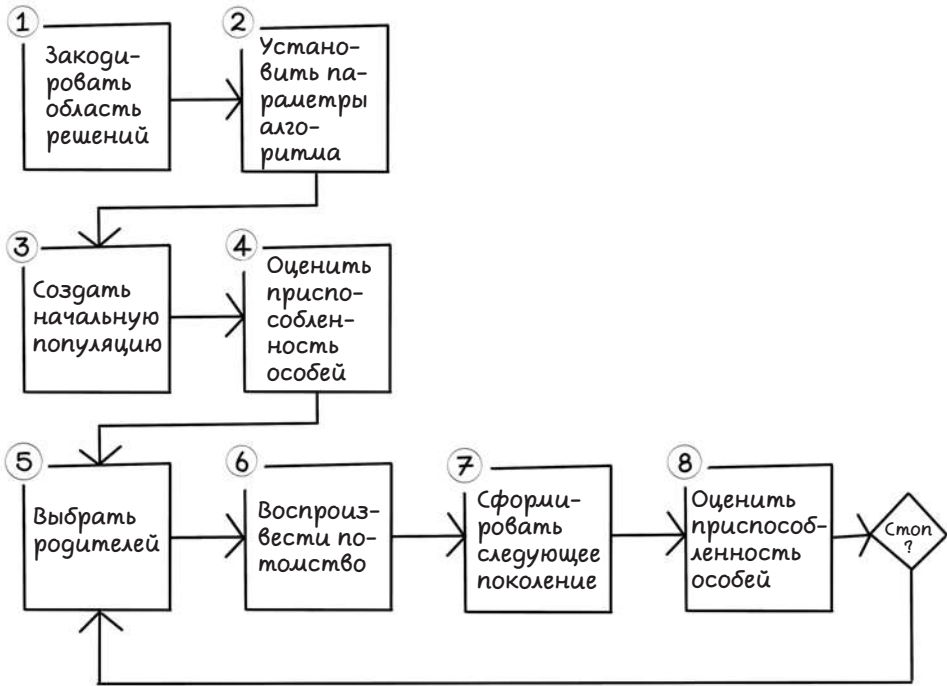 1
Закоди-
ровать
область
решений
2
Устано-
вить па-
раметры
алго-
ритма
3
Создать
начальную
популяцию
4
Оценить
приспо-
соблен-
ность
особей
5
Выбрать
родителей
6
Воспроиз-
вести по-
томство
7
Сформи-
ровать
следующее
поколение
8
Оценить
приспособ-
ленность
особей
Стоп
?